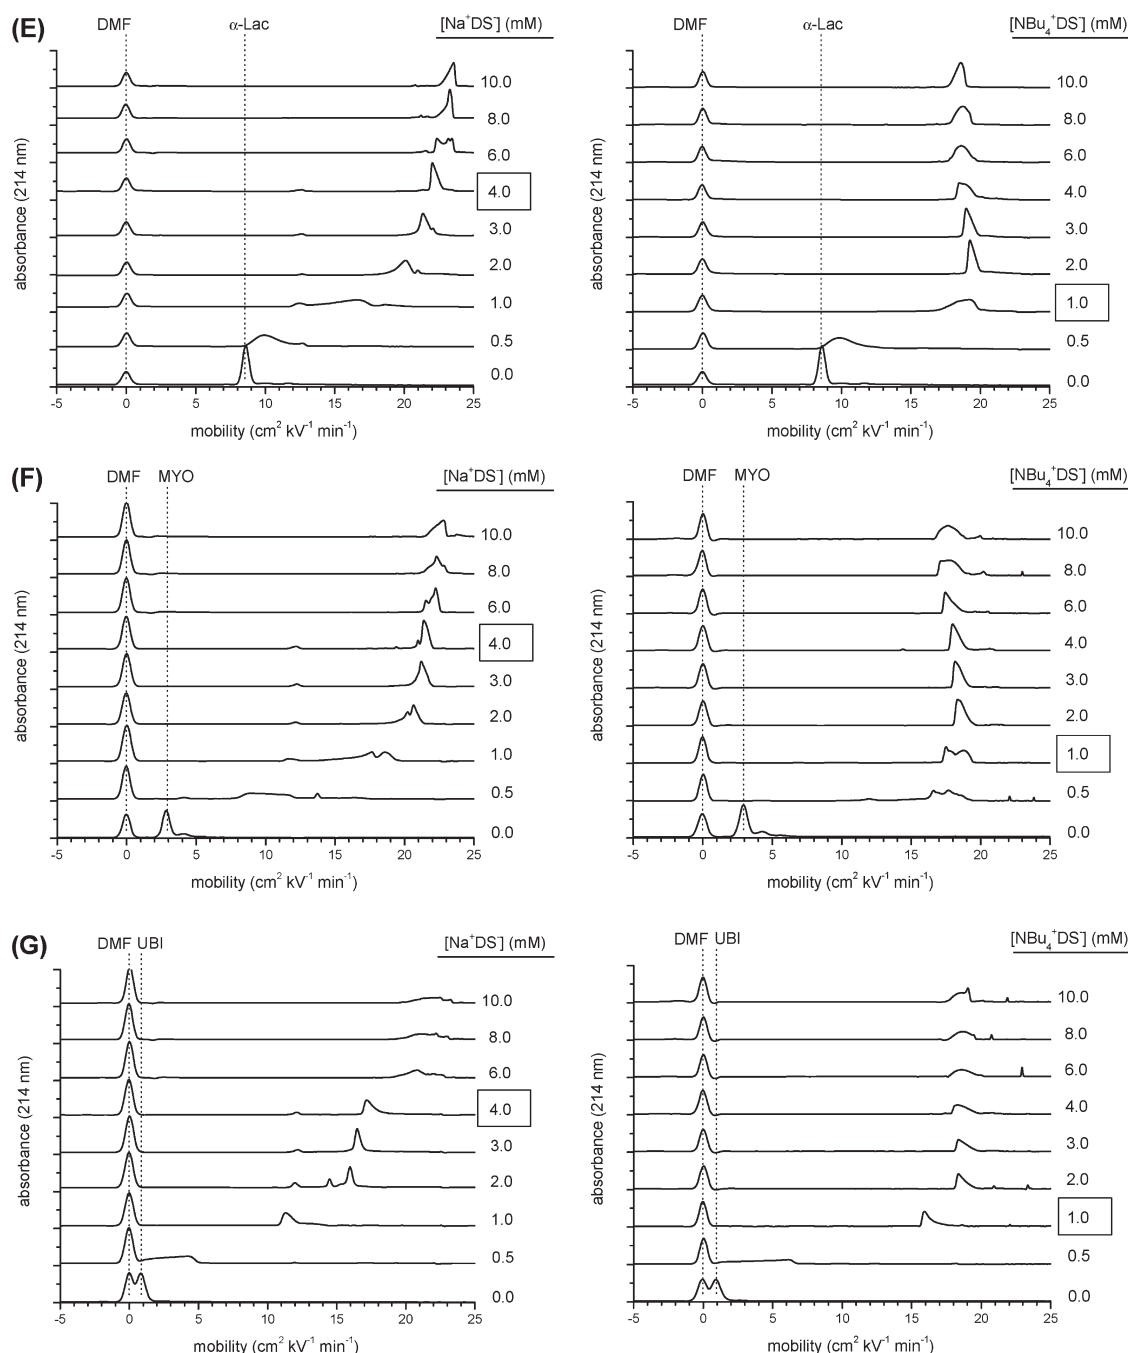 (E)
DMF α-Lac [Na⁺DS⁻] (mM)
10.0
8.0
6.0
4.0
3.0
2.0
1.0
0.5
0.0
absorbance (214 nm)
-5 0 5 10 15 20 25
mobility (cm² kV⁻¹ min⁻¹)
DMF α-Lac [NBu₄⁺DS⁻] (mM)
10.0
8.0
6.0
4.0
3.0
2.0
1.0
0.5
0.0
absorbance (214 nm)
-5 0 5 10 15 20 25
mobility (cm² kV⁻¹ min⁻¹)
(F)
DMF MYO [Na⁺DS⁻] (mM)
10.0
8.0
6.0
4.0
3.0
2.0
1.0
0.5
0.0
absorbance (214 nm)
-5 0 5 10 15 20 25
mobility (cm² kV⁻¹ min⁻¹)
DMF MYO [NBu₄⁺DS⁻] (mM)
10.0
8.0
6.0
4.0
3.0
2.0
1.0
0.5
0.0
absorbance (214 nm)
-5 0 5 10 15 20 25
mobility (cm² kV⁻¹ min⁻¹)
(G)
DMF UBI [Na⁺DS⁻] (mM)
10.0
8.0
6.0
4.0
3.0
2.0
1.0
0.5
0.0
absorbance (214 nm)
-5 0 5 10 15 20 25
mobility (cm² kV⁻¹ min⁻¹)
DMF UBI [NBu₄⁺DS⁻] (mM)
10.0
8.0
6.0
4.0
3.0
2.0
1.0
0.5
0.0
absorbance (214 nm)
-5 0 5 10 15 20 25
mobility (cm² kV⁻¹ min⁻¹)